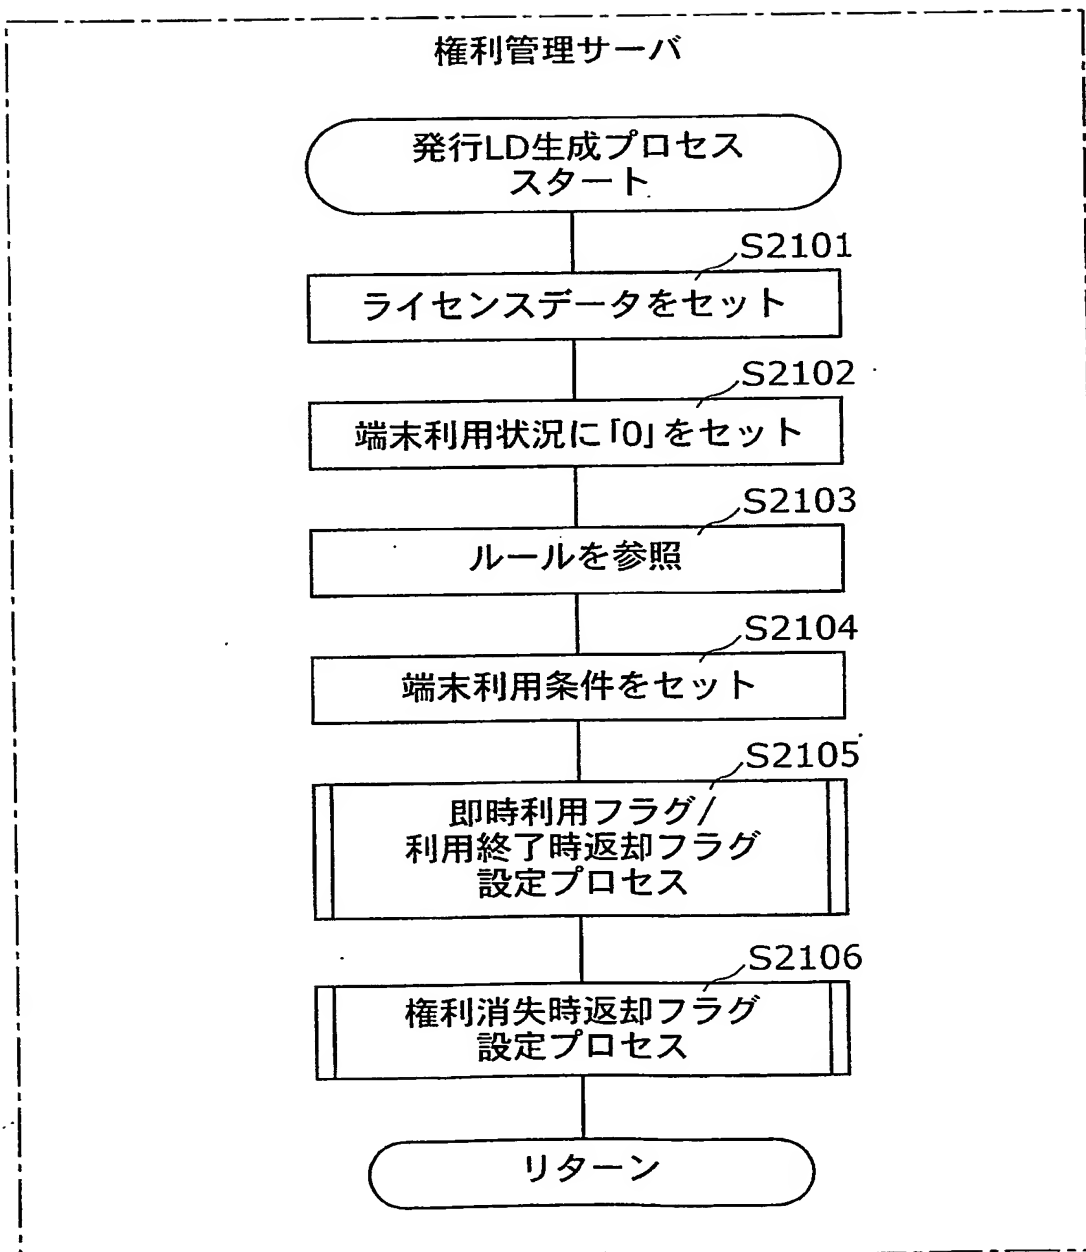 権利管理サーバ
発行LD生成プロセス
スタート
S2101
ライセンスデータをセット
S2102
端末利用状況に「0」をセット
S2103
ルールを参照
S2104
端末利用条件をセット
S2105
即時利用フラグ/
利用終了時返却フラグ
設定プロセス
S2106
権利消失時返却フラグ
設定プロセス
リターン